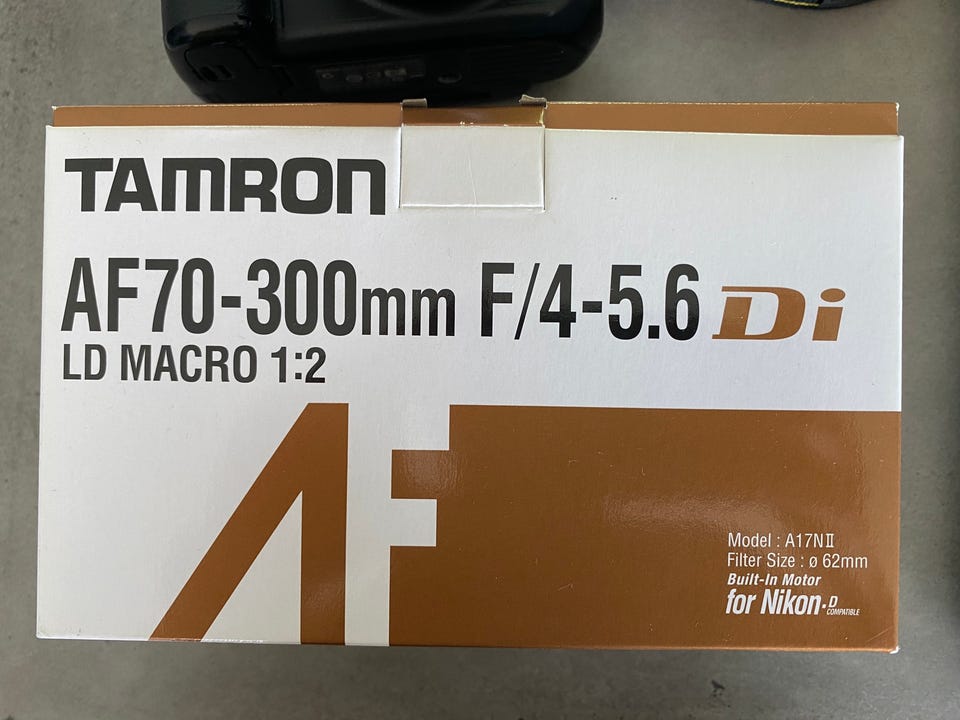 TAMRON
AF70-300mm F/4-5.6 Di
LD MACRO 1:2
AF
Model : A17NⅡ
Filter Size : ø 62mm
Built-In Motor
for Nikon-D COMPATIBLE